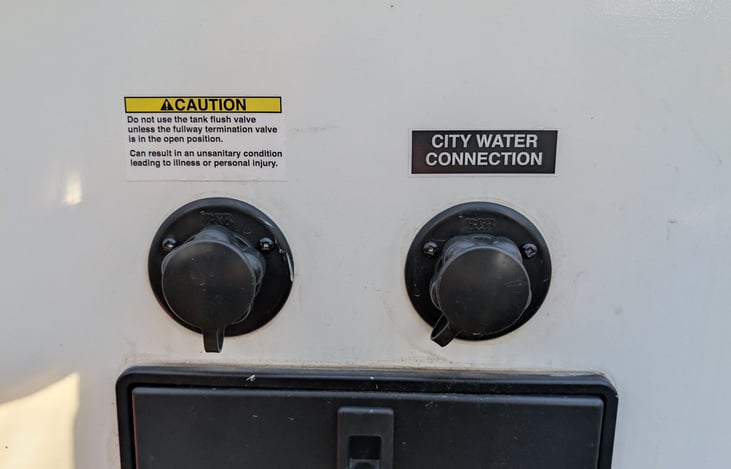 CAUTION
Do not use the tank flush valve
unless the fullway termination valve
is in the open position.
Can result in an unsanitary condition
leading to illness or personal injury.
CITY WATER
CONNECTION